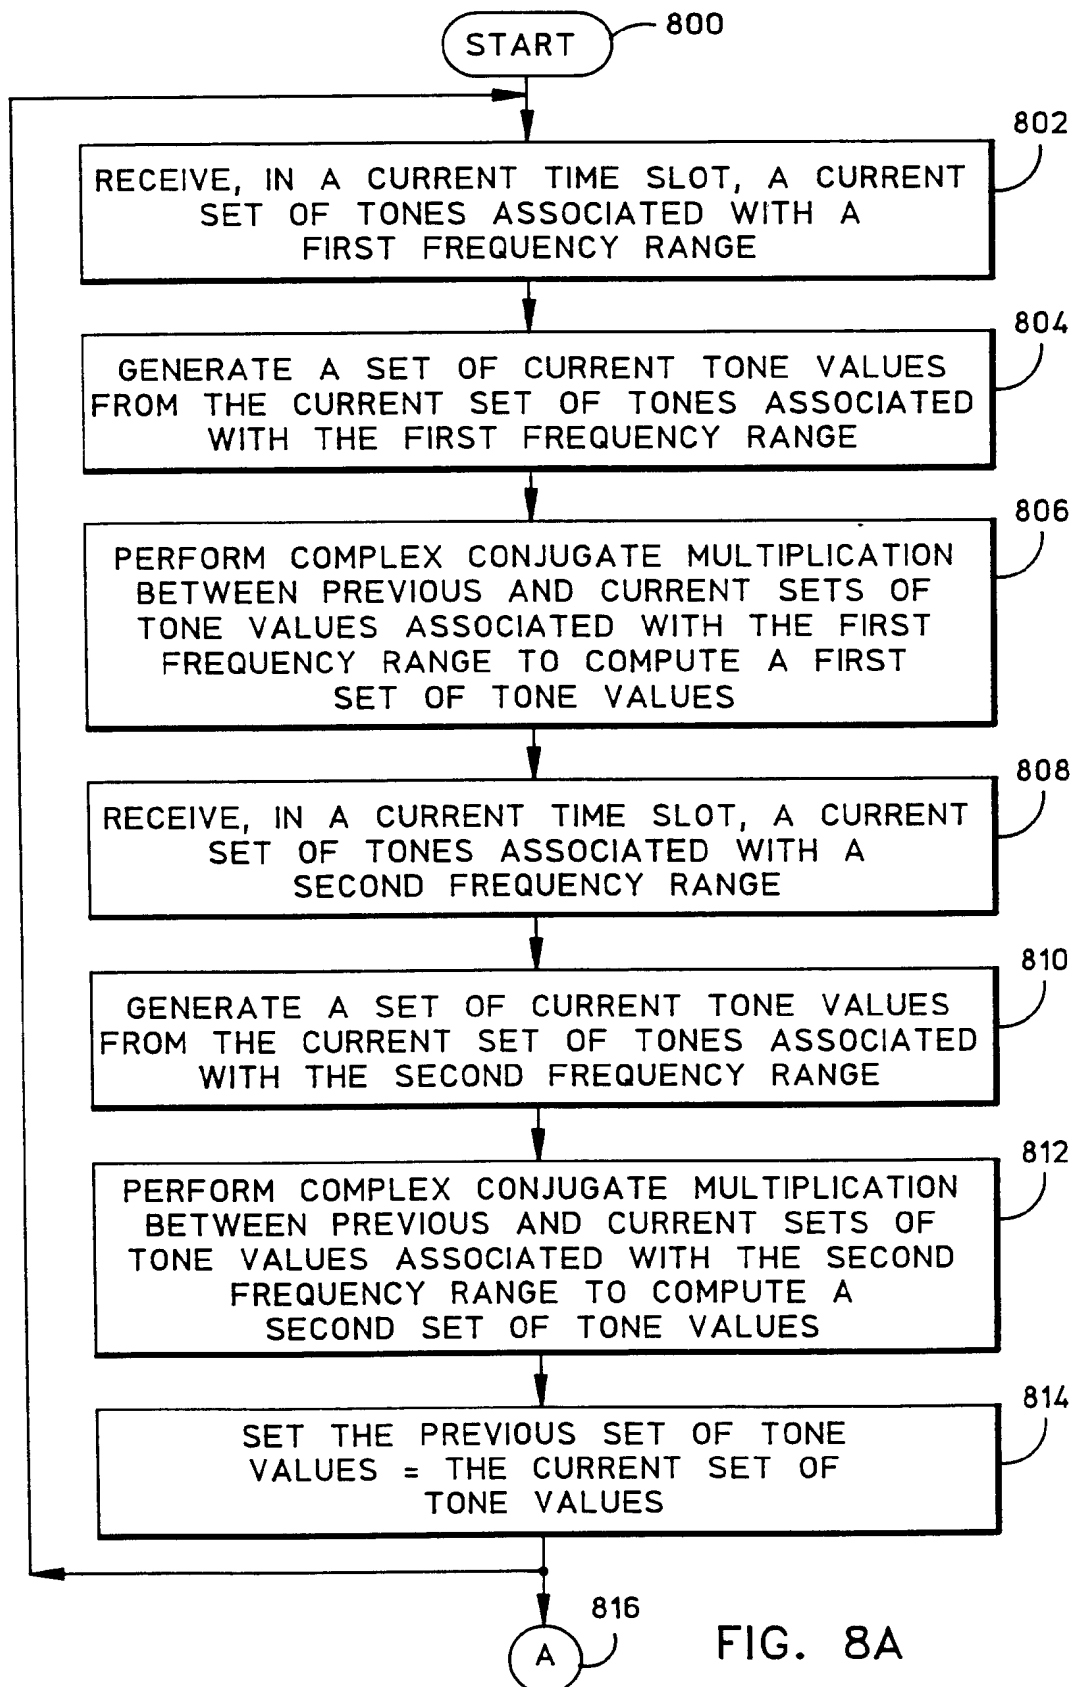 START
800
802
RECEIVE, IN A CURRENT TIME SLOT, A CURRENT
SET OF TONES ASSOCIATED WITH A
FIRST FREQUENCY RANGE
804
GENERATE A SET OF CURRENT TONE VALUES
FROM THE CURRENT SET OF TONES ASSOCIATED
WITH THE FIRST FREQUENCY RANGE
806
PERFORM COMPLEX CONJUGATE MULTIPLICATION
BETWEEN PREVIOUS AND CURRENT SETS OF
TONE VALUES ASSOCIATED WITH THE FIRST
FREQUENCY RANGE TO COMPUTE A FIRST
SET OF TONE VALUES
808
RECEIVE, IN A CURRENT TIME SLOT, A CURRENT
SET OF TONES ASSOCIATED WITH A
SECOND FREQUENCY RANGE
810
GENERATE A SET OF CURRENT TONE VALUES
FROM THE CURRENT SET OF TONES ASSOCIATED
WITH THE SECOND FREQUENCY RANGE
812
PERFORM COMPLEX CONJUGATE MULTIPLICATION
BETWEEN PREVIOUS AND CURRENT SETS OF
TONE VALUES ASSOCIATED WITH THE SECOND
FREQUENCY RANGE TO COMPUTE A
SECOND SET OF TONE VALUES
814
SET THE PREVIOUS SET OF TONE
VALUES = THE CURRENT SET OF
TONE VALUES
816
A
FIG. 8A